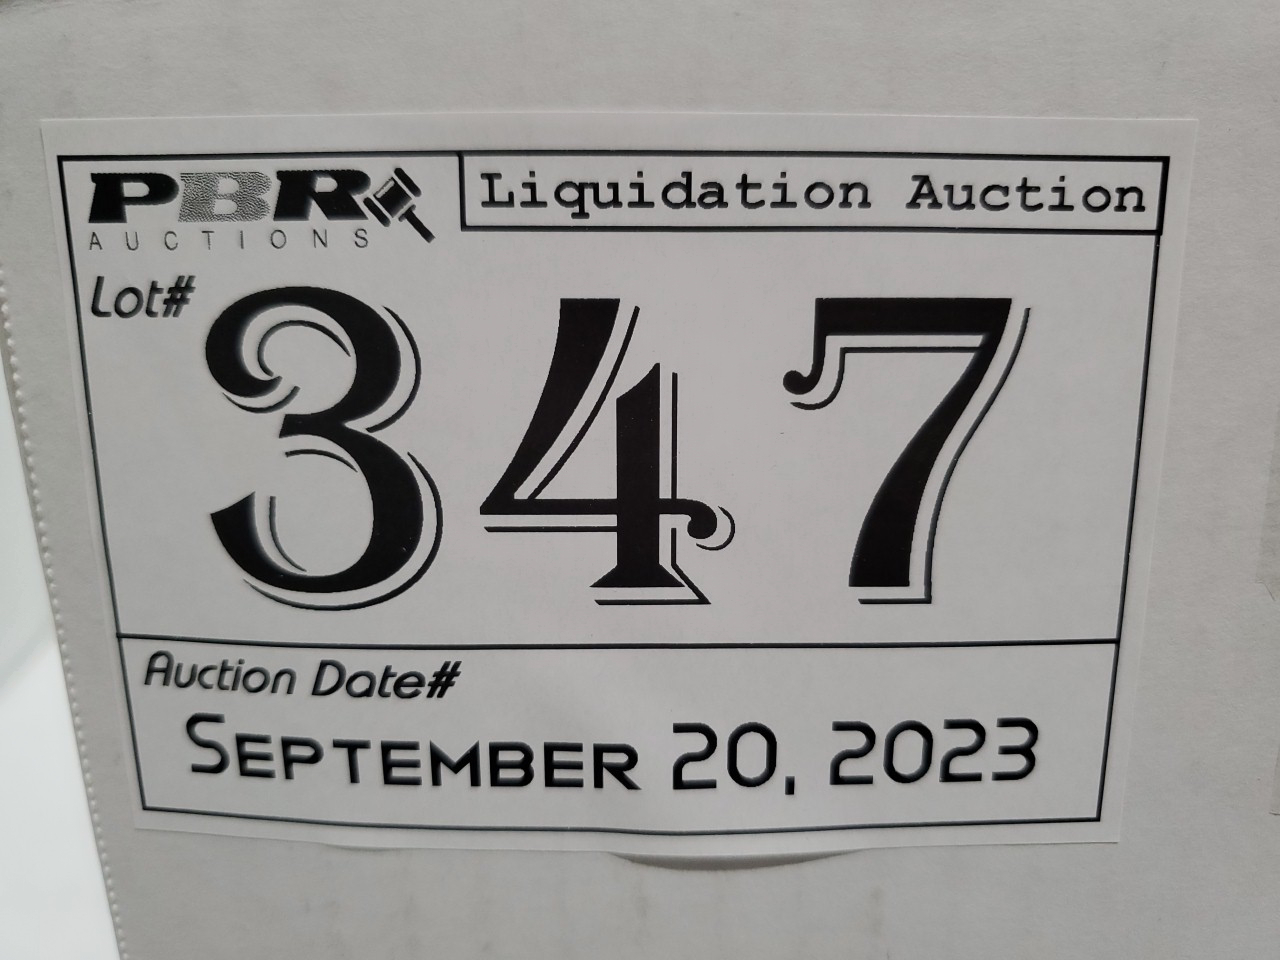 PBR
AUCTIONS
Liquidation Auction
Lot#
347
Auction Date#
SEPTEMBER 20, 2023